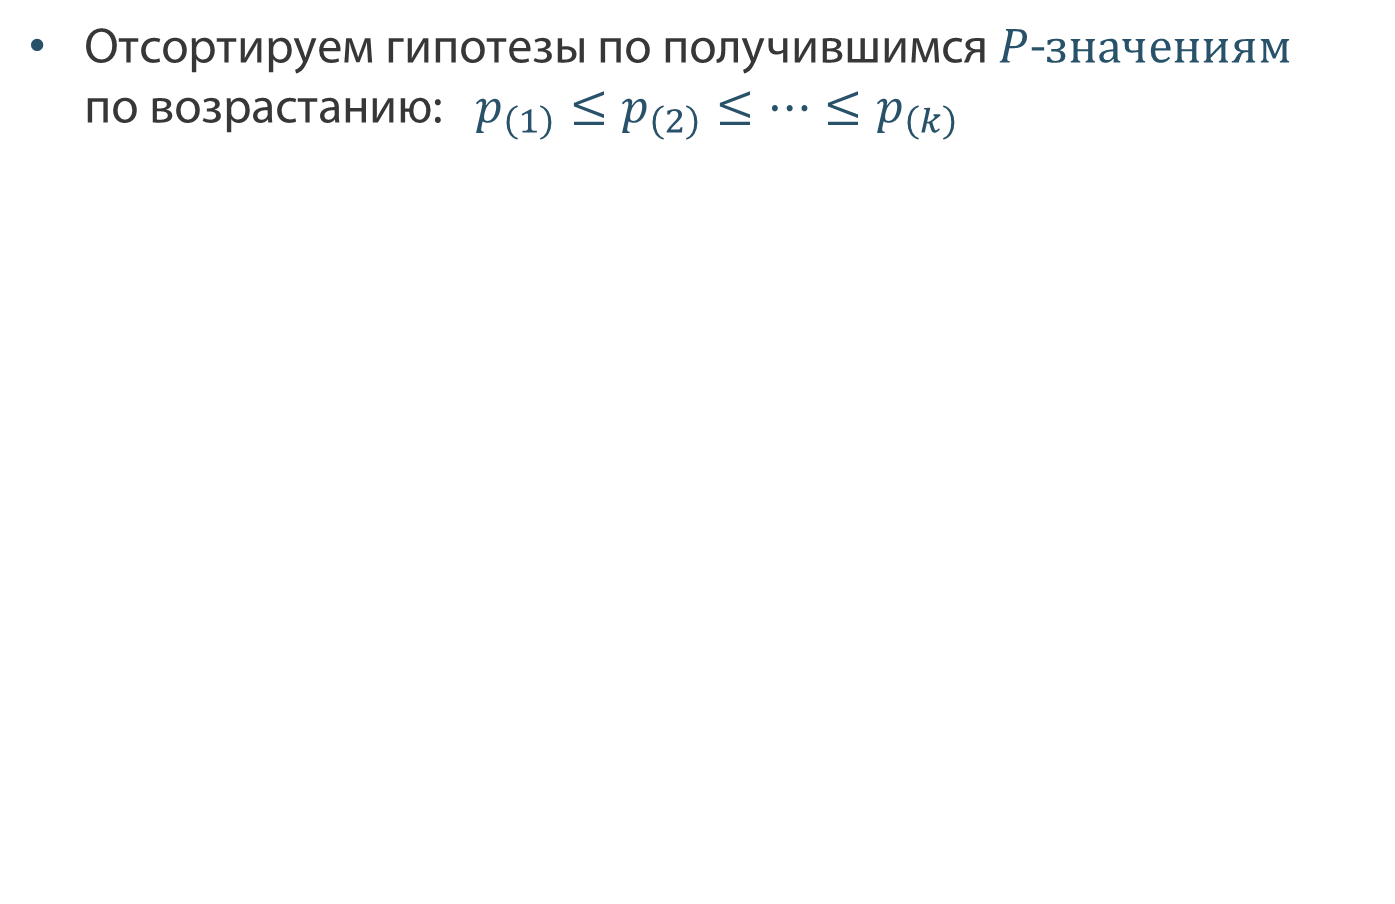 • Отсортируем гипотезы по получившимся P-значениям
по возрастанию: p₍₁₎ ≤ p₍₂₎ ≤ ⋯ ≤ p₍ₖ₎